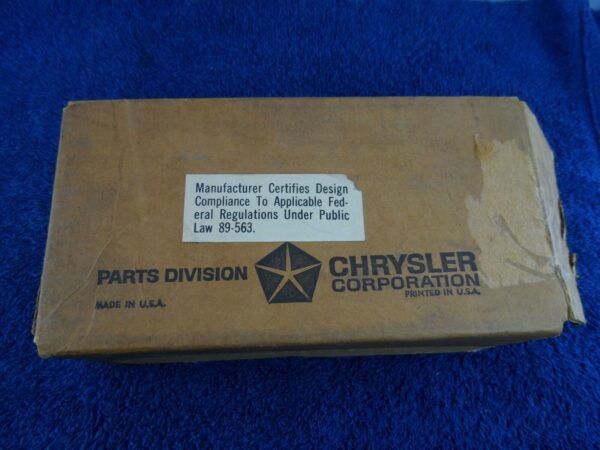 Manufacturer Certifies Design
Compliance To Applicable Fed-
eral Regulations Under Public
Law 89-563.
PARTS DIVISION CHRYSLER
CORPORATION
MADE IN U.S.A.
PRINTED IN U.S.A.